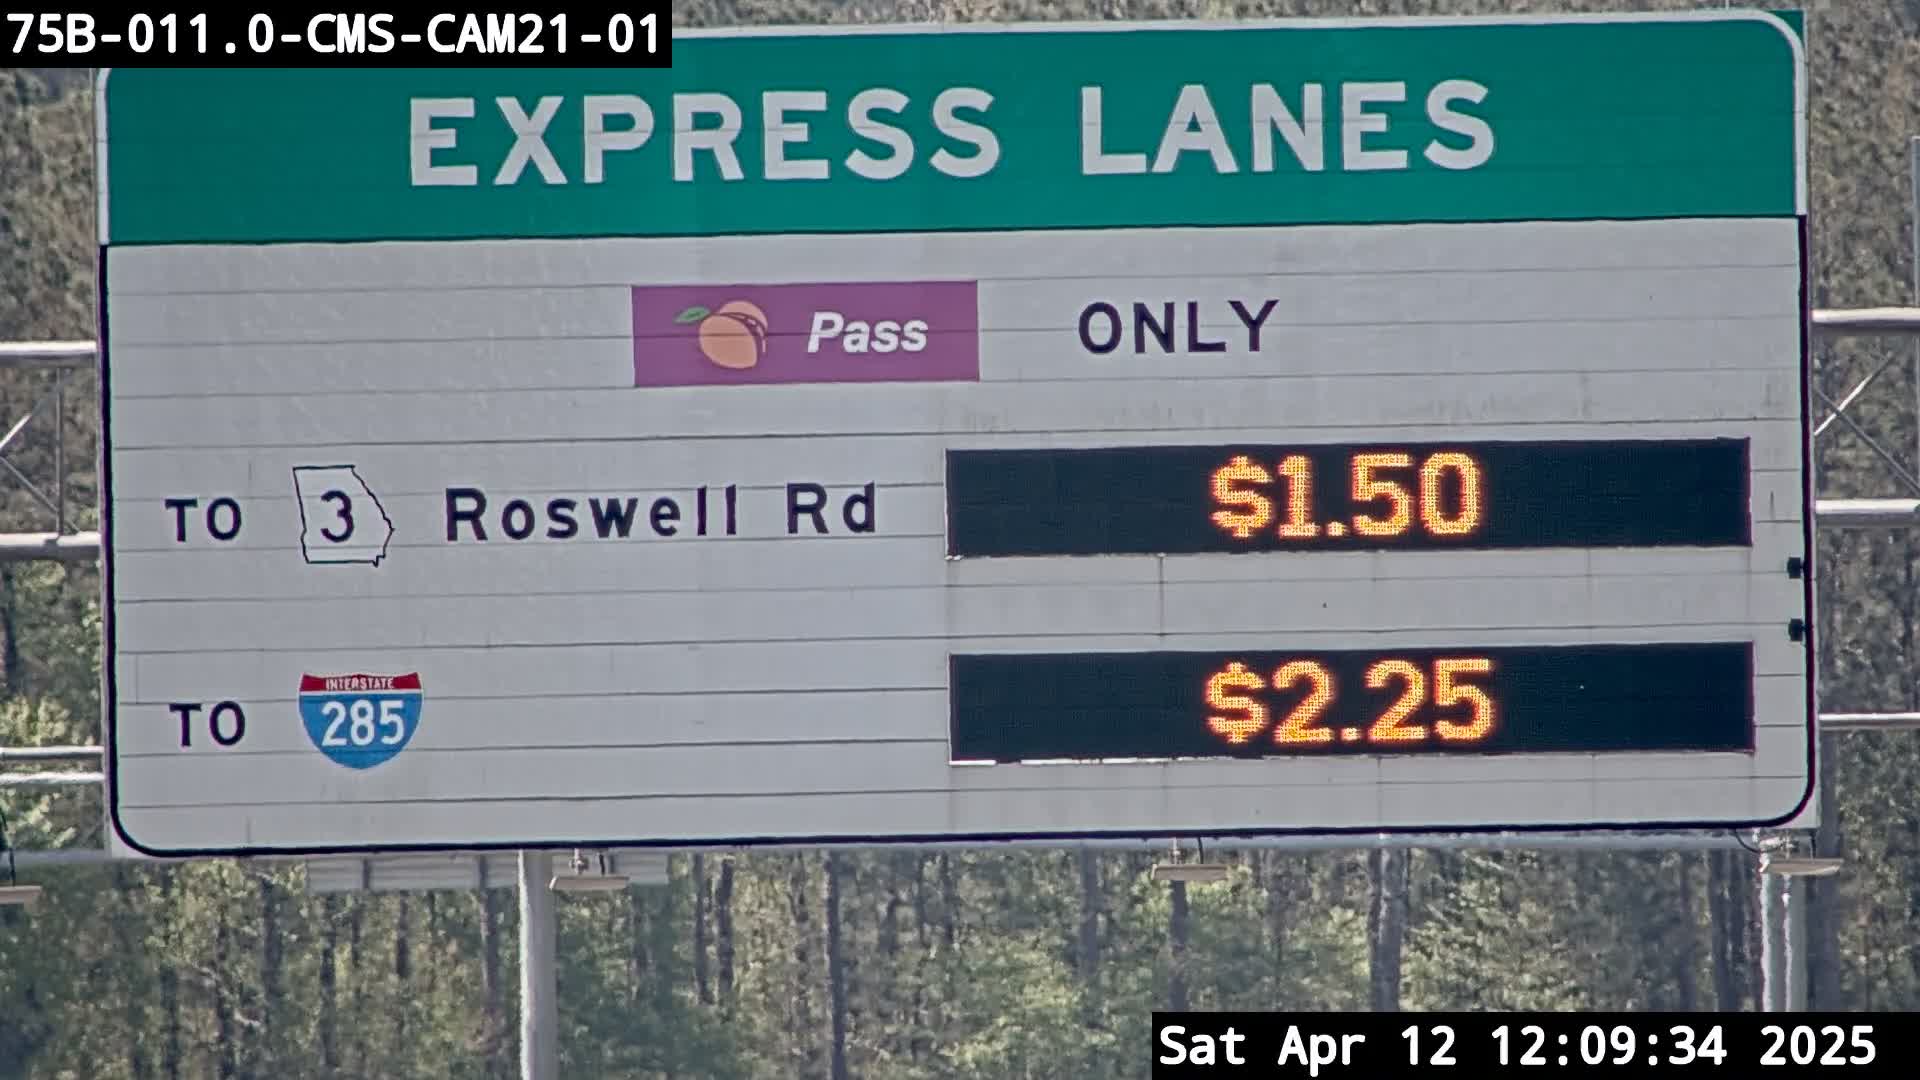 75B-011.0-CMS-CAM21-01
EXPRESS LANES
Pass ONLY
TO 3 Roswell Rd $1.50
TO INTERSTATE 285 $2.25
Sat Apr 12 12:09:34 2025